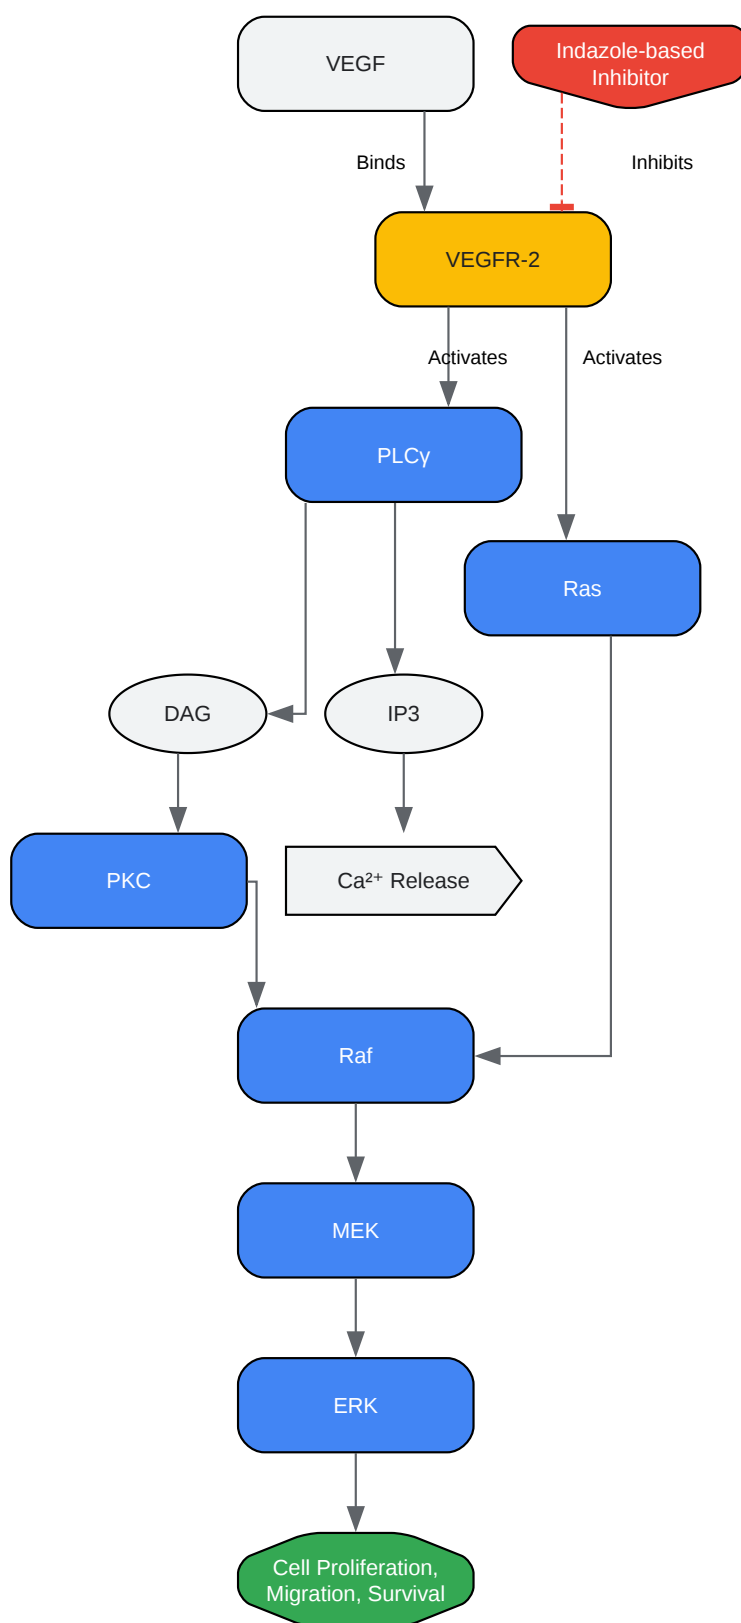 VEGF
Indazole-based
Inhibitor
Binds
Inhibits
VEGFR-2
Activates
Activates
PLCγ
Ras
DAG
IP3
PKC
Ca²⁺ Release
Raf
MEK
ERK
Cell Proliferation,
Migration, Survival